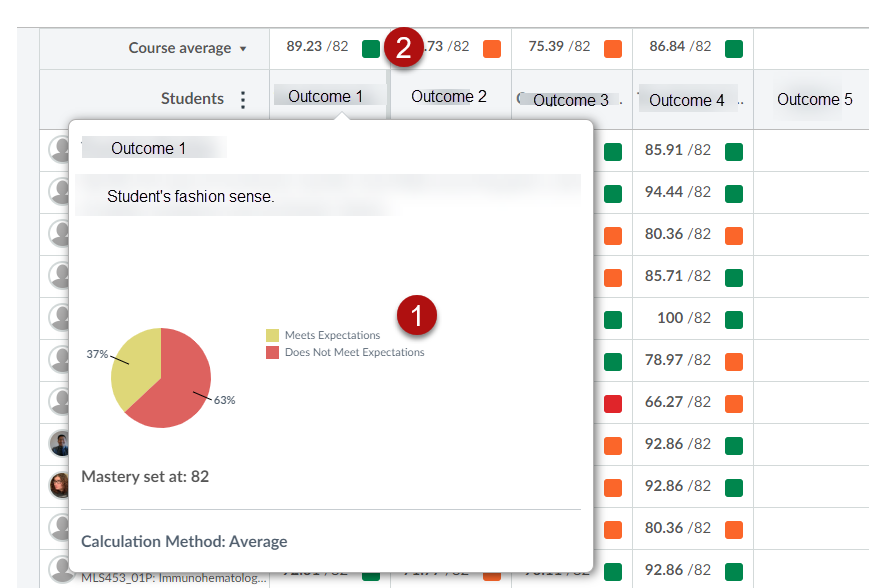 Course average 89.23 /82 2 .73 /82 75.39 /82 86.84 /82
Students Outcome 1 Outcome 2 Outcome 3 Outcome 4 .. Outcome 5
Outcome 1
85.91 /82
Student's fashion sense.
94.44 /82
80.36 /82
85.71 /82
1
100 /82
Meets Expectations
Does Not Meet Expectations
37%
78.97 /82
63%
66.27 /82
92.86 /82
Mastery set at: 82
92.86 /82
Calculation Method: Average
80.36 /82
92.86 /82
MLS453_01P: Immunohematolog...